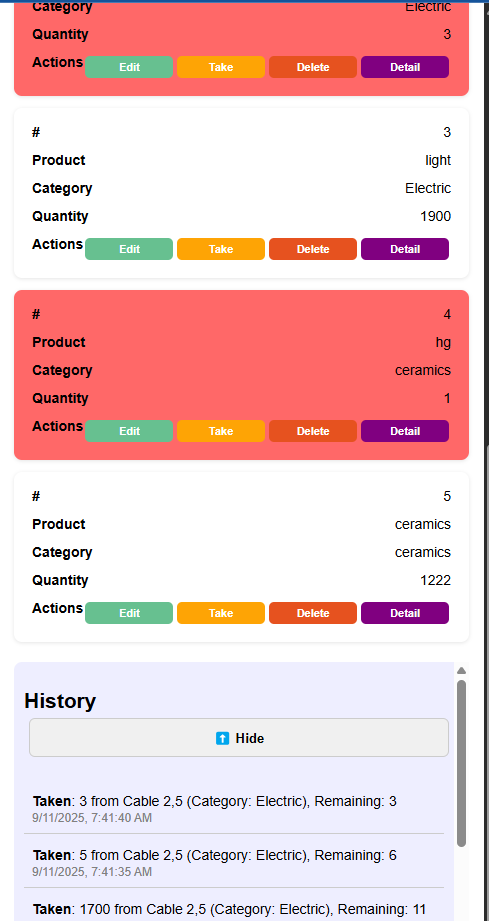 Category Electric
Quantity 3
Actions Edit Take Delete Detail
# 3
Product light
Category Electric
Quantity 1900
Actions Edit Take Delete Detail
# 4
Product hg
Category ceramics
Quantity 1
Actions Edit Take Delete Detail
# 5
Product ceramics
Category ceramics
Quantity 1222
Actions Edit Take Delete Detail
History
Hide
Taken: 3 from Cable 2,5 (Category: Electric), Remaining: 3
9/11/2025, 7:41:40 AM
Taken: 5 from Cable 2,5 (Category: Electric), Remaining: 6
9/11/2025, 7:41:35 AM
Taken: 1700 from Cable 2,5 (Category: Electric), Remaining: 11